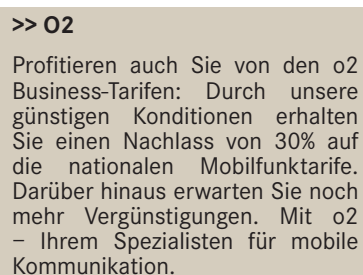 >> O2
Profitieren auch Sie von den o2
Business-Tarifen: Durch unsere
günstigen Konditionen erhalten
Sie einen Nachlass von 30% auf
die nationalen Mobilfunktarife.
Darüber hinaus erwarten Sie noch
mehr Vergünstigungen. Mit o2
– Ihrem Spezialisten für mobile
Kommunikation.